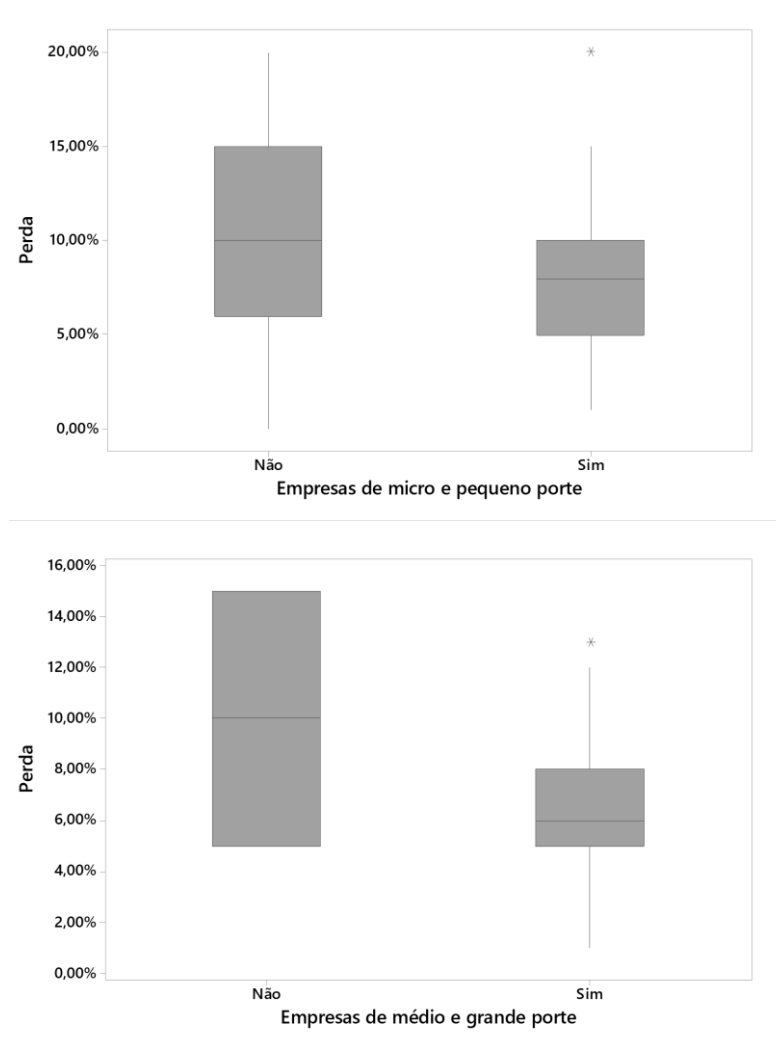 20,00%
15,00%
10,00%
5,00%
0,00%
Perda
Não Sim
Empresas de micro e pequeno porte
16,00%
14,00%
12,00%
10,00%
8,00%
6,00%
4,00%
2,00%
0,00%
Perda
Não Sim
Empresas de médio e grande porte